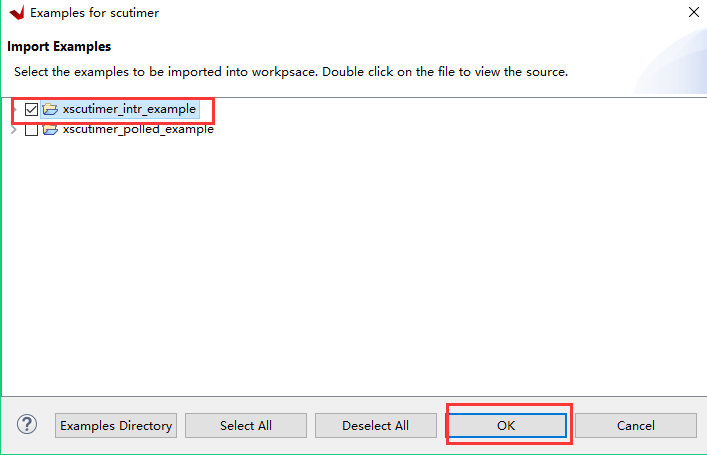 Examples for scutimer
Import Examples
Select the examples to be imported into workpsace. Double click on the file to view the source.
xscutimer_intr_example
xscutimer_polled_example
? Examples Directory Select All Deselect All OK Cancel